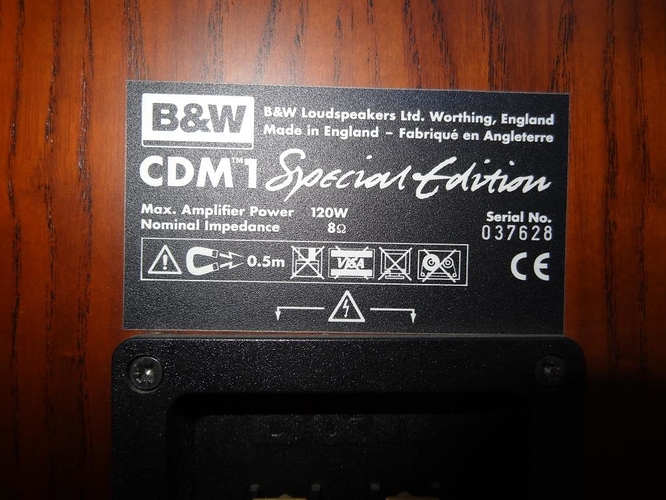 B&W
B&W Loudspeakers Ltd. Worthing, England
Made in England – Fabriqué en Angleterre
CDM™1 Special Edition
Max. Amplifier Power 120W
Nominal Impedance 8Ω
Serial No.
037628
0.5m
VISA
CE